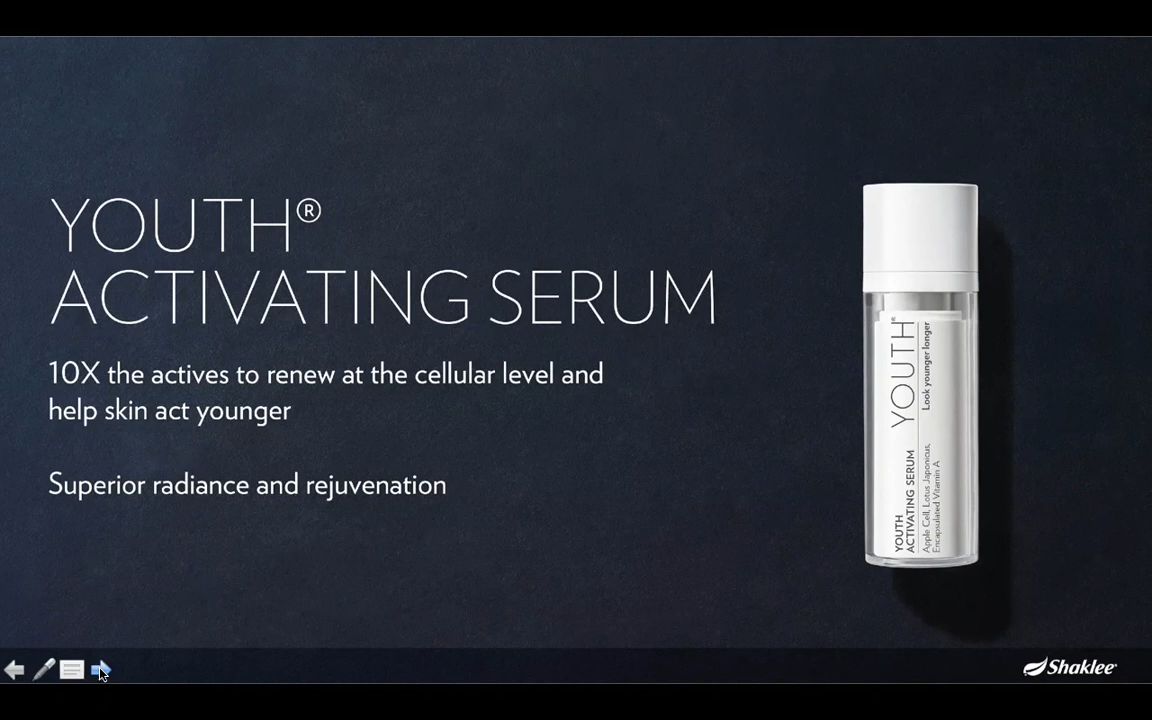 YOUTH®
ACTIVATING SERUM
10X the actives to renew at the cellular level and
help skin act younger
Superior radiance and rejuvenation
YOUTH®
Look younger longer
YOUTH
ACTIVATING SERUM
Apple Cell, Lotus Japonicus,
Encapsulated Vitamin A
Shaklee